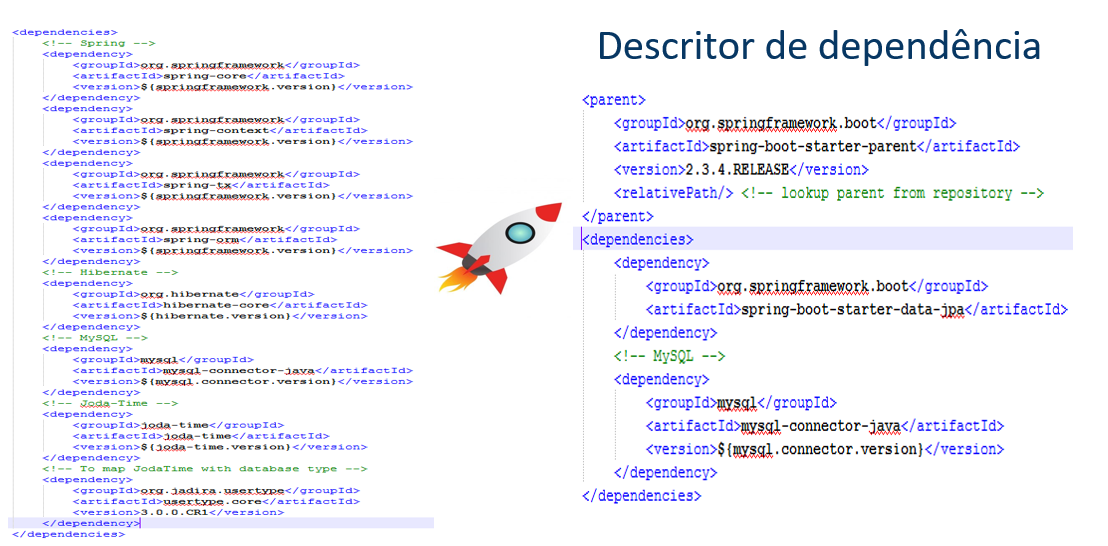 <dependencies>
<!-- Spring -->
<dependency>
<groupId>org.springframework</groupId>
<artifactId>spring-core</artifactId>
<version>${springframework.version}</version>
</dependency>
<dependency>
<groupId>org.springframework</groupId>
<artifactId>spring-context</artifactId>
<version>${springframework.version}</version>
</dependency>
<dependency>
<groupId>org.springframework</groupId>
<artifactId>spring-tx</artifactId>
<version>${springframework.version}</version>
</dependency>
<dependency>
<groupId>org.springframework</groupId>
<artifactId>spring-orm</artifactId>
<version>${springframework.version}</version>
</dependency>
<!-- Hibernate -->
<dependency>
<groupId>org.hibernate</groupId>
<artifactId>hibernate-core</artifactId>
<version>${hibernate.version}</version>
</dependency>
<!-- MySQL -->
<dependency>
<groupId>mysql</groupId>
<artifactId>mysql-connector-java</artifactId>
<version>${mysql.connector.version}</version>
</dependency>
<!-- Joda-Time -->
<dependency>
<groupId>joda-time</groupId>
<artifactId>joda-time</artifactId>
<version>${joda-time.version}</version>
</dependency>
<!-- To map JodaTime with database type -->
<dependency>
<groupId>org.jadira.usertype</groupId>
<artifactId>usertype.core</artifactId>
<version>3.0.0.CR1</version>
</dependency>
</dependencies>
Descritor de dependência
<parent>
<groupId>org.springframework.boot</groupId>
<artifactId>spring-boot-starter-parent</artifactId>
<version>2.3.4.RELEASE</version>
<relativePath/> <!-- lookup parent from repository -->
</parent>
<dependencies>
<dependency>
<groupId>org.springframework.boot</groupId>
<artifactId>spring-boot-starter-data-jpa</artifactId>
</dependency>
<!-- MySQL -->
<dependency>
<groupId>mysql</groupId>
<artifactId>mysql-connector-java</artifactId>
<version>${mysql.connector.version}</version>
</dependency>
</dependencies>